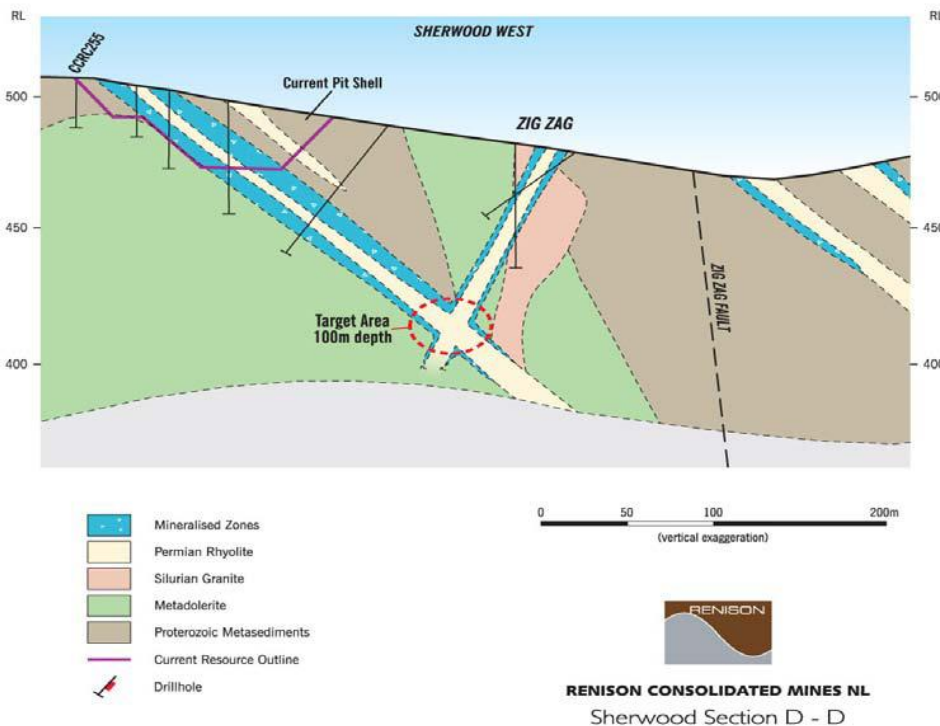 RL
SHERWOOD WEST
RL
CCRC255
Current Pit Shell
500
500
ZIG ZAG
450
450
ZIG ZAG FAULT
Target Area
100m depth
400
400
Mineralised Zones
Permian Rhyolite
Silurian Granite
Metadolerite
Proterozoic Metasediments
Current Resource Outline
Drillhole
0 50 100 200m
(vertical exaggeration)
RENISON
RENISON CONSOLIDATED MINES NL
Sherwood Section D - D